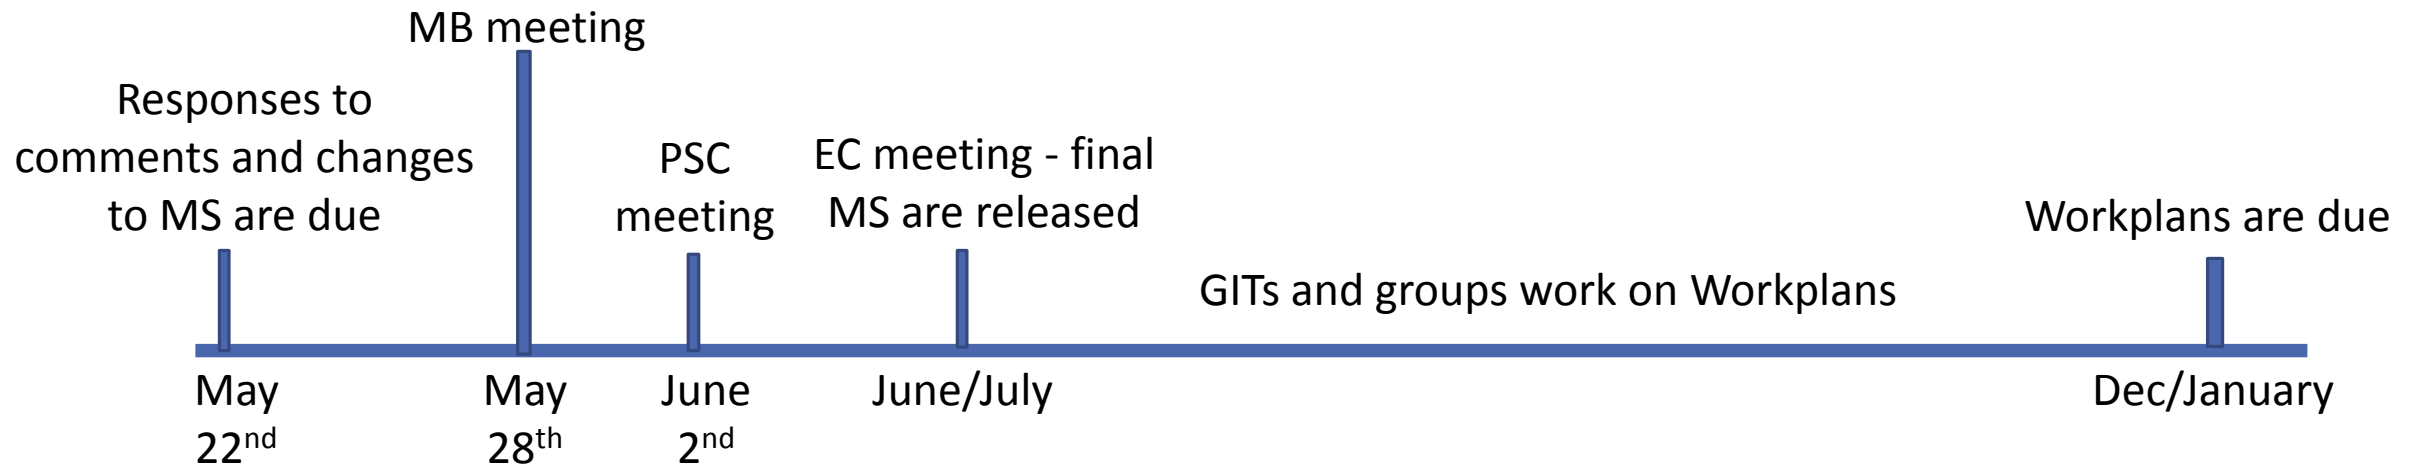 MB meeting
Responses to
comments and changes
to MS are due
PSC
meeting
EC meeting - final
MS are released
Workplans are due
GITs and groups work on Workplans
May
22nd
May
28th
June
2nd
June/July
Dec/January